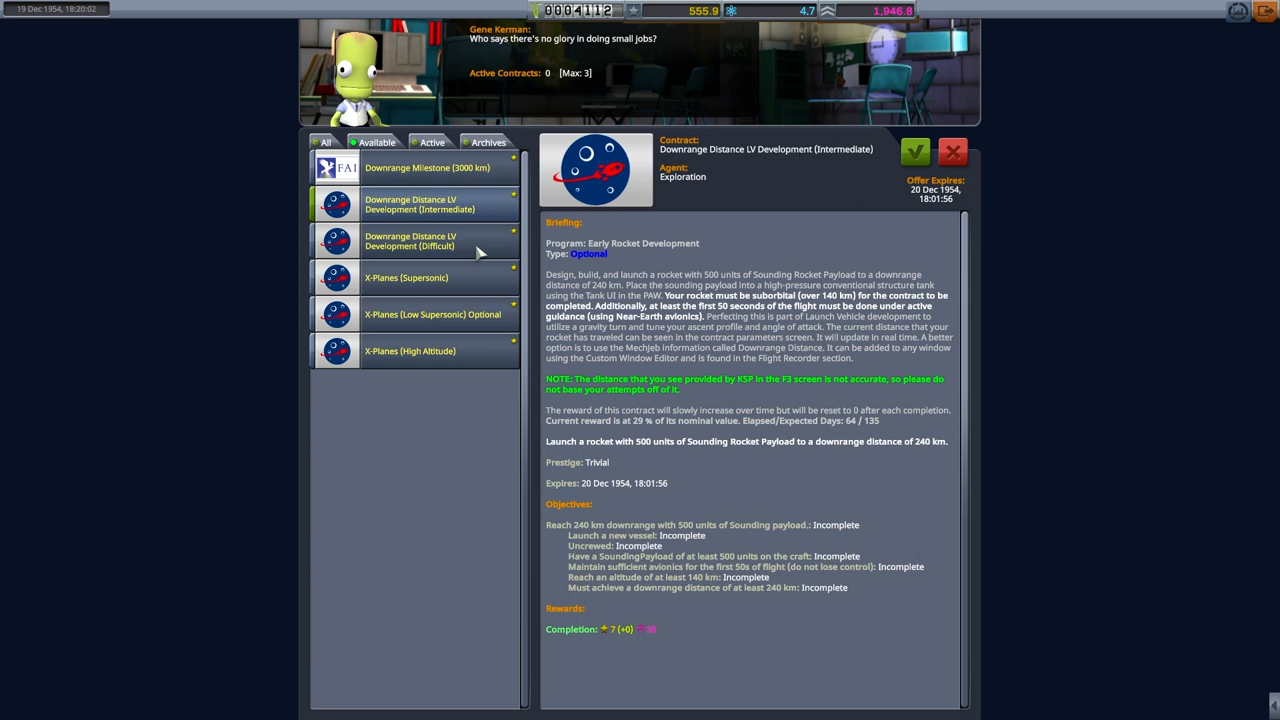 19 Dec 1954, 18:20:02
0004112
555.9
4.7
1,946.8
Gene Kerman:
Who says there's no glory in doing small jobs?
Active Contracts: 0 [Max: 3]
All
Available
Active
Archives
FAI
Downrange Milestone (3000 km)
Downrange Distance LV
Development (Intermediate)
Downrange Distance LV
Development (Difficult)
X-Planes (Supersonic)
X-Planes (Low Supersonic) Optional
X-Planes (High Altitude)
Contract:
Downrange Distance LV Development (Intermediate)
Agent:
Exploration
Offer Expires:
20 Dec 1954,
18:01:56
Briefing:
Program: Early Rocket Development
Type: Optional
Design, build, and launch a rocket with 500 units of Sounding Rocket Payload to a downrange
distance of 240 km. Place the sounding payload into a high-pressure conventional structure tank
using the Tank UI in the PAW. Your rocket must be suborbital (over 140 km) for the contract to be
completed. Additionally, at least the first 50 seconds of the flight must be done under active
guidance (using Near-Earth avionics). Perfecting this is part of Launch Vehicle development to
utilize a gravity turn and tune your ascent profile and angle of attack. The current distance that your
rocket has traveled can be seen in the contract parameters screen. It will update in real time. A better
option is to use the MechJeb information called Downrange Distance. It can be added to any window
using the Custom Window Editor and is found in the Flight Recorder section.
NOTE: The distance that you see provided by KSP in the F3 screen is not accurate, so please do
not base your attempts off of it.
The reward of this contract will slowly increase over time but will be reset to 0 after each completion.
Current reward is at 29 % of its nominal value. Elapsed/Expected Days: 64 / 135
Launch a rocket with 500 units of Sounding Rocket Payload to a downrange distance of 240 km.
Prestige: Trivial
Expires: 20 Dec 1954, 18:01:56
Objectives:
Reach 240 km downrange with 500 units of Sounding payload.: Incomplete
Launch a new vessel: Incomplete
Uncrewed: Incomplete
Have a SoundingPayload of at least 500 units on the craft: Incomplete
Maintain sufficient avionics for the first 50s of flight (do not lose control): Incomplete
Reach an altitude of at least 140 km: Incomplete
Must achieve a downrange distance of at least 240 km: Incomplete
Rewards:
Completion: 7 (+0)